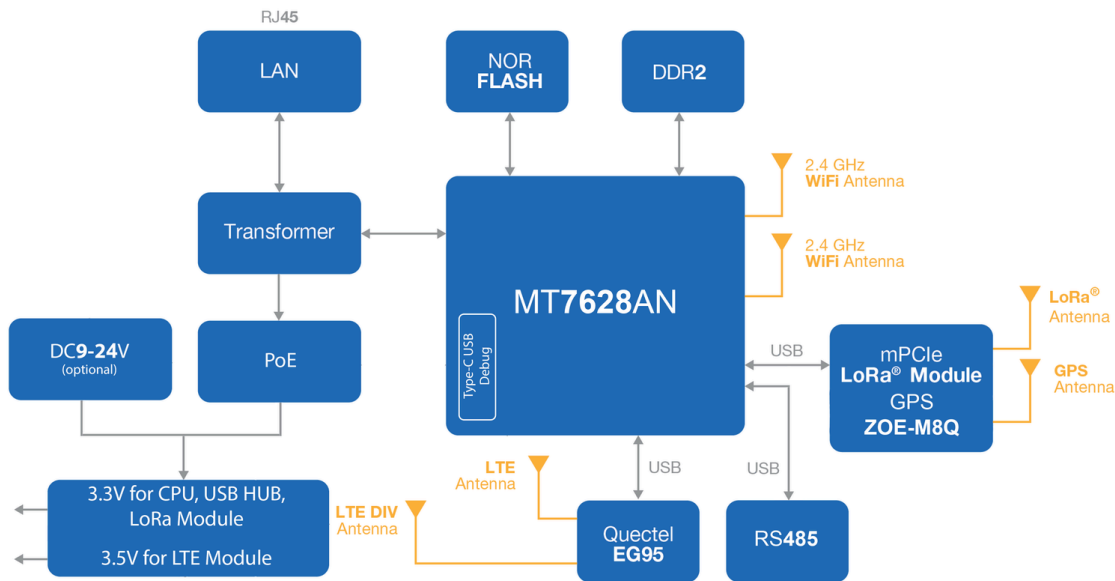 RJ45
LAN
NOR
FLASH
DDR2
2.4 GHz
WiFi Antenna
Transformer
2.4 GHz
WiFi Antenna
MT7628AN
Type-C USB
Debug
LoRa®
Antenna
DC9-24V
(optional)
PoE
USB
mPCIe
LoRa® Module
GPS
ZOE-M8Q
GPS
Antenna
USB
USB
LTE
Antenna
3.3V for CPU, USB HUB,
LoRa Module
3.5V for LTE Module
LTE DIV
Antenna
Quectel
EG95
RS485